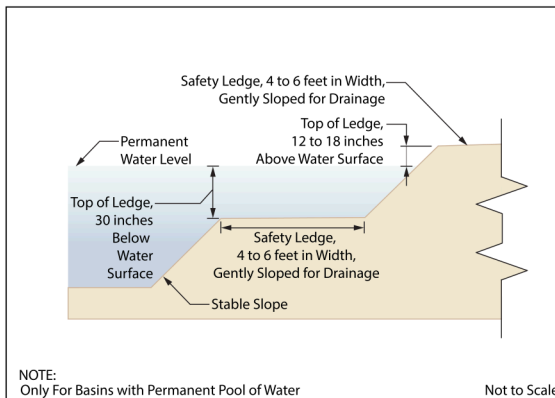 Safety Ledge, 4 to 6 feet in Width,
Gently Sloped for Drainage
Top of Ledge,
12 to 18 inches
Above Water Surface
Permanent
Water Level
Top of Ledge,
30 inches
Below
Water
Surface
Safety Ledge,
4 to 6 feet in Width,
Gently Sloped for Drainage
Stable Slope
NOTE:
Only For Basins with Permanent Pool of Water
Not to Scale